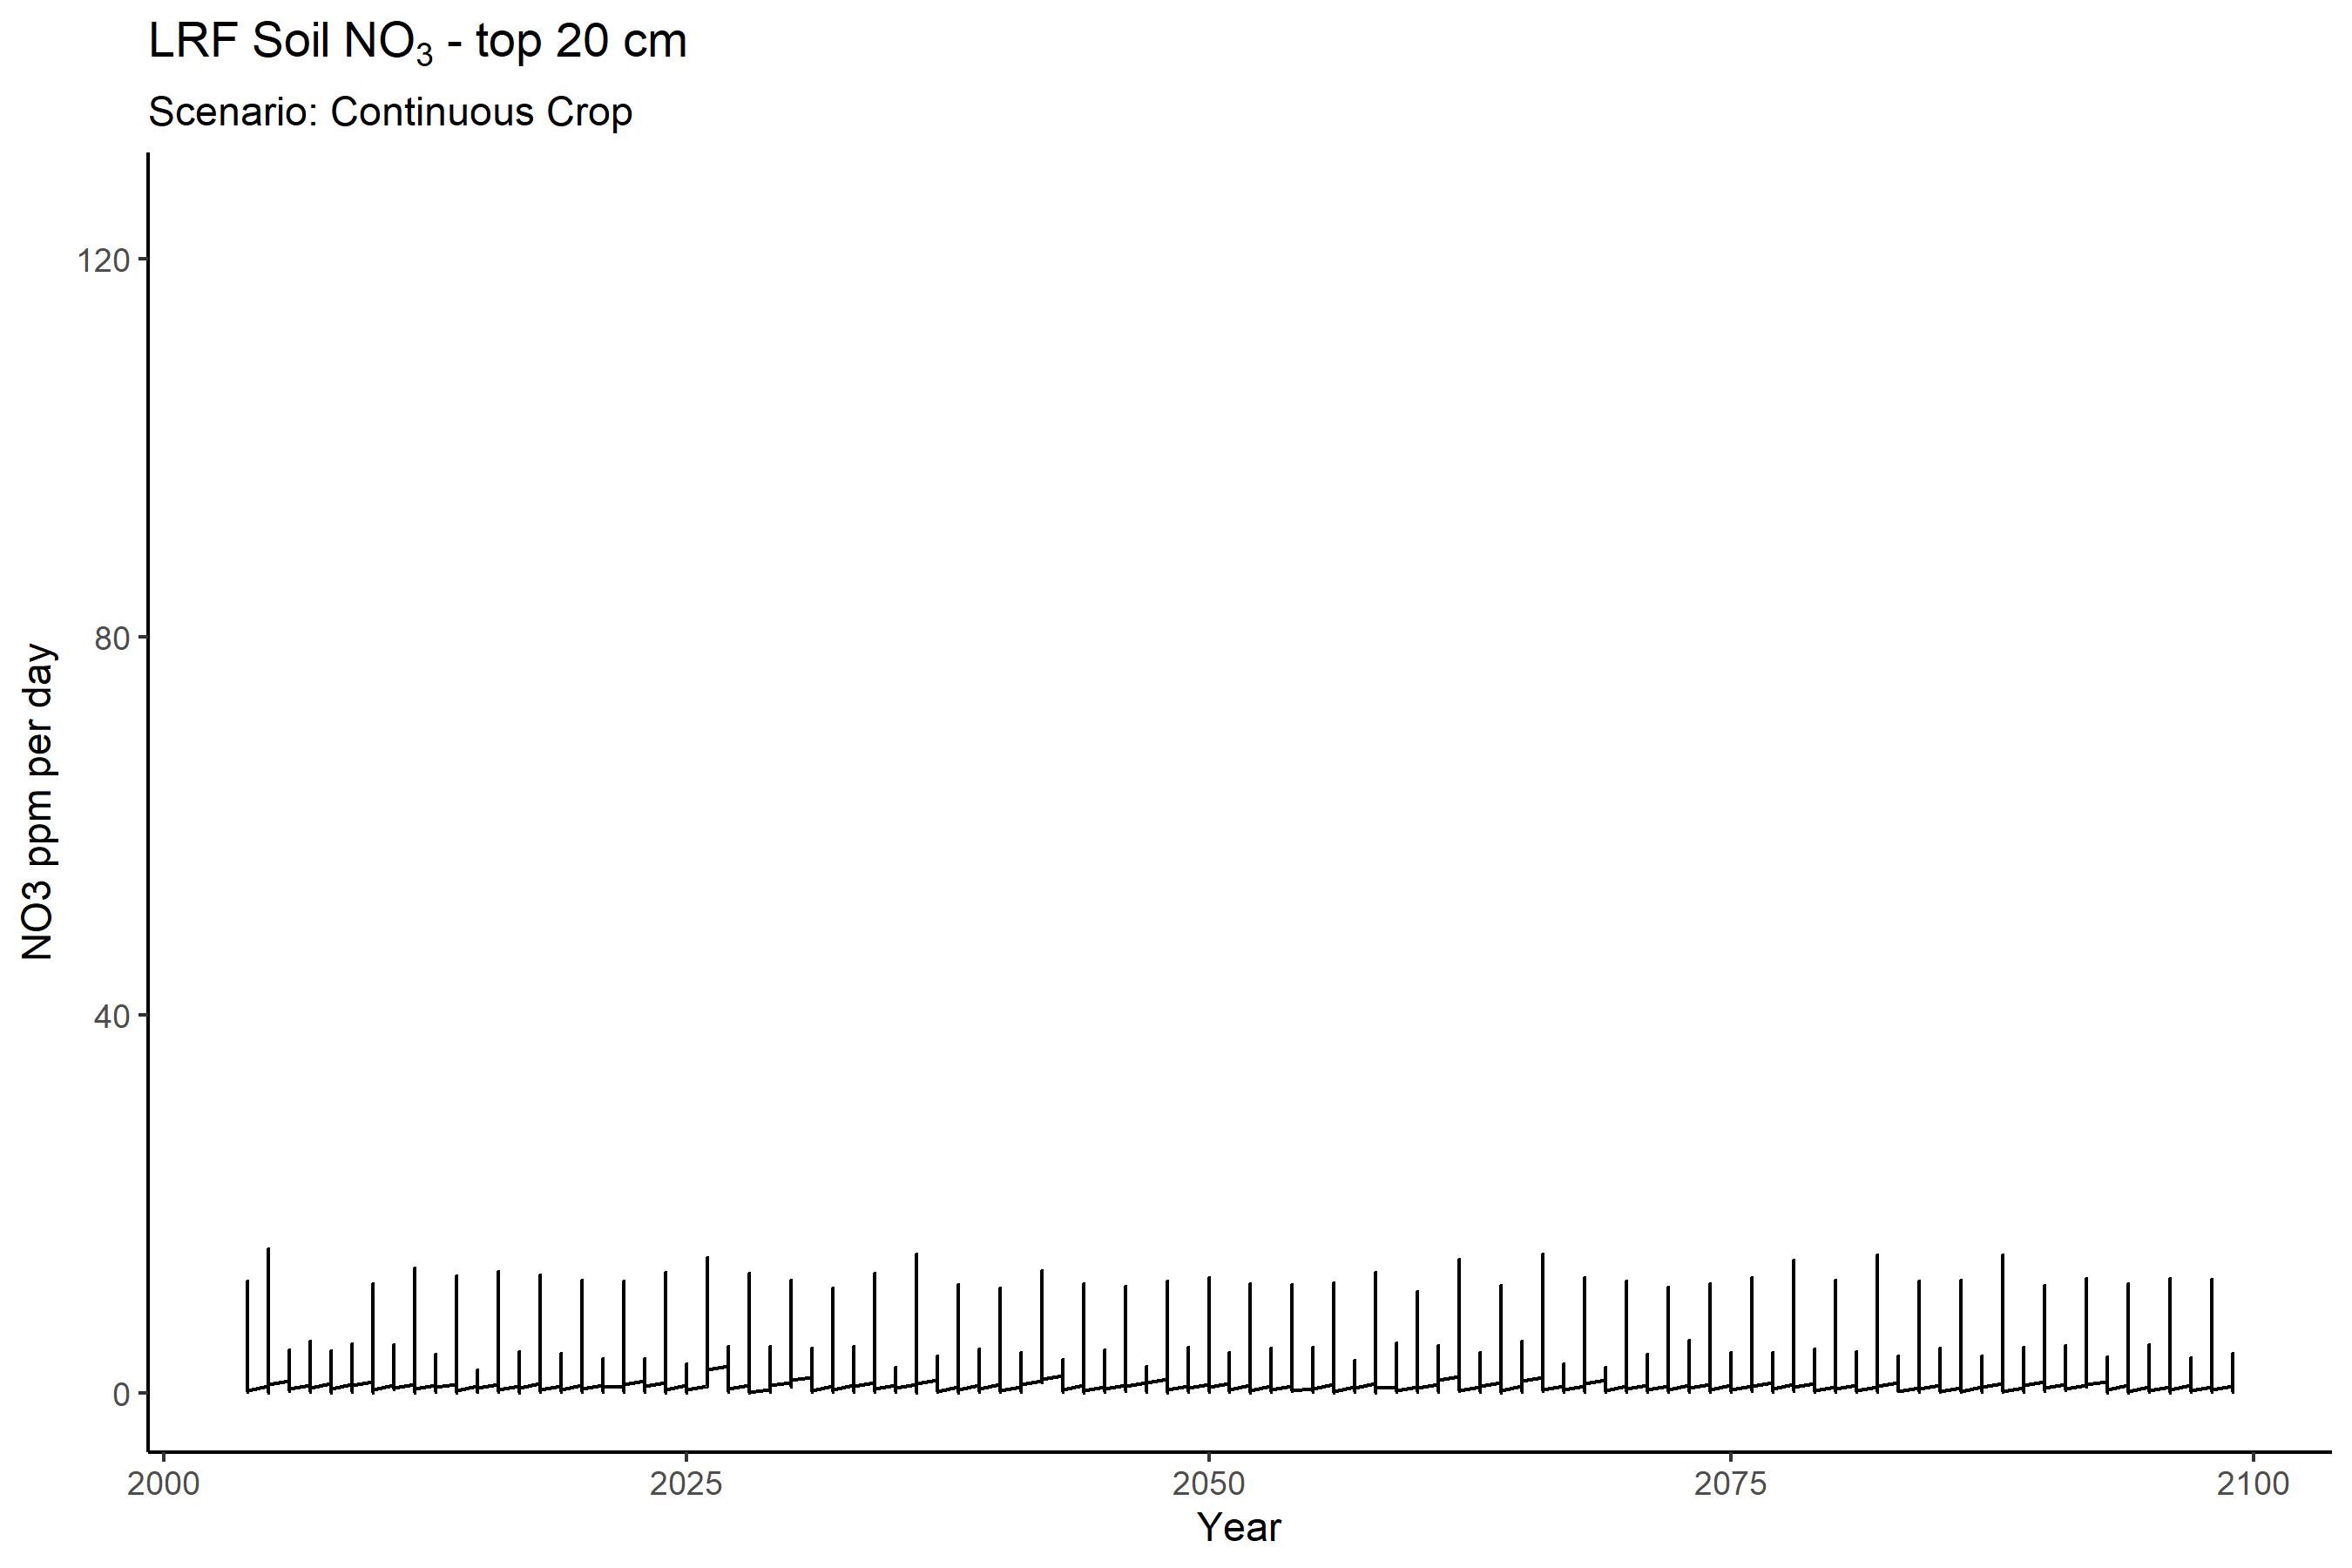 LRF Soil NO₃ - top 20 cm
Scenario: Continuous Crop
120
80
40
0
NO3 ppm per day
2000 2025 2050 2075 2100
Year